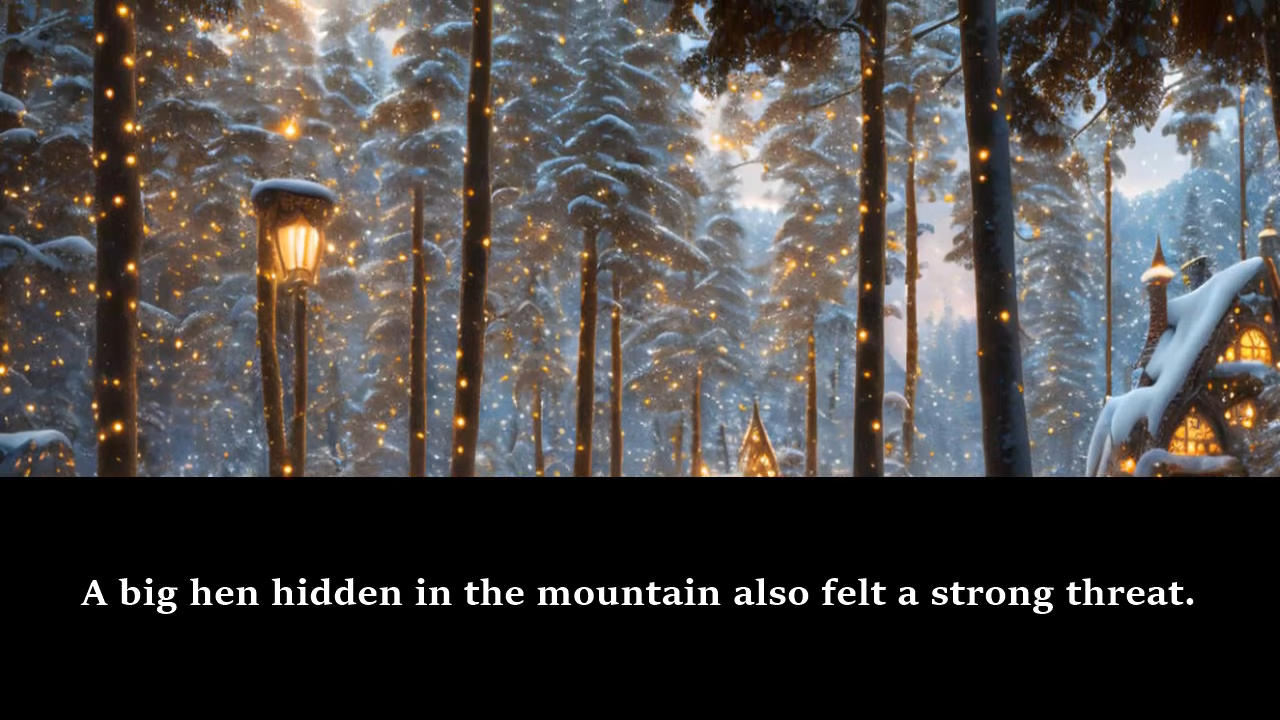 A big hen hidden in the mountain also felt a strong threat.